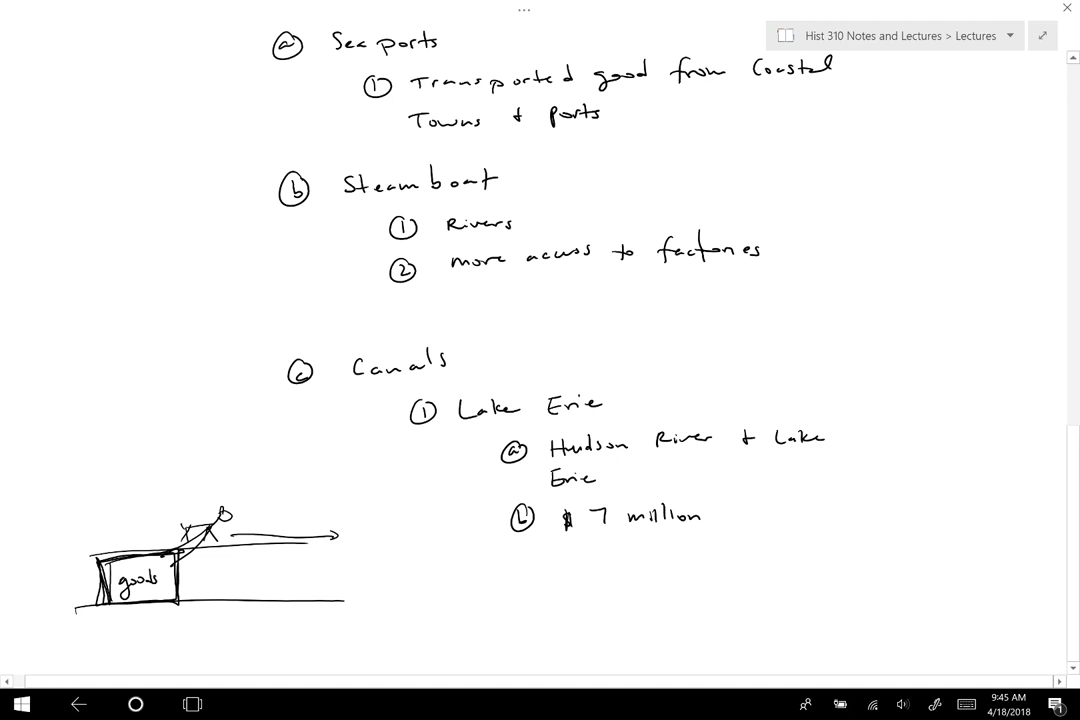 Hist 310 Notes and Lectures > Lectures
a Sea ports
1 Transported good from Coastal
Towns + ports
b Steamboat
1 Rivers
2 more access to factories
c Canals
1 Lake Erie
a Hudson River + Lake
Erie
b $ 7 million
goods
9:45 AM
4/18/2018
1